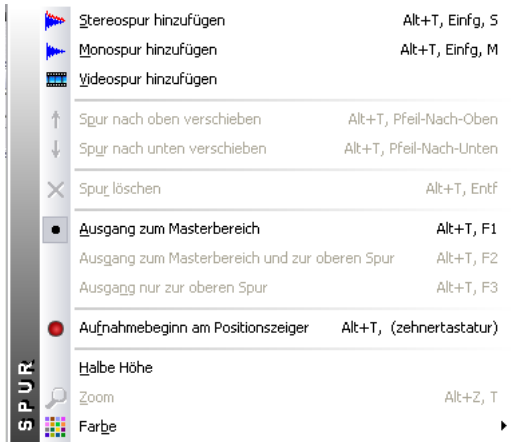 Stereospur hinzufügen Alt+T, Einfg, S
Monospur hinzufügen Alt+T, Einfg, M
Videospur hinzufügen
Spur nach oben verschieben Alt+T, Pfeil-Nach-Oben
Spur nach unten verschieben Alt+T, Pfeil-Nach-Unten
Spur löschen Alt+T, Entf
Ausgang zum Masterbereich Alt+T, F1
Ausgang zum Masterbereich und zur oberen Spur Alt+T, F2
Ausgang nur zur oberen Spur Alt+T, F3
Aufnahmebeginn am Positionszeiger Alt+T, (zehnertastatur)
Halbe Höhe
Zoom Alt+Z, T
Farbe
SPUR